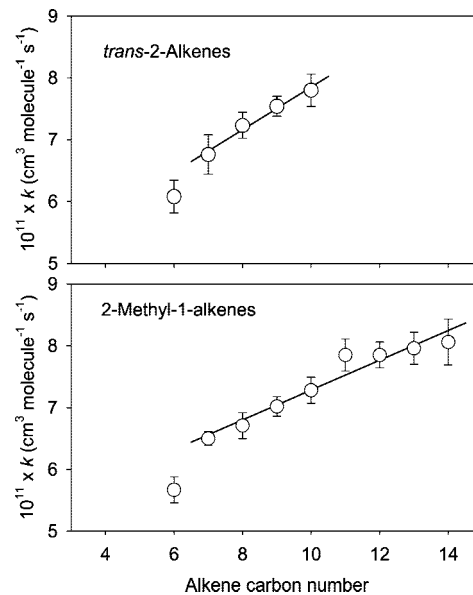 9
8
7
6
5
trans-2-Alkenes
10¹¹ x k (cm³ molecule⁻¹ s⁻¹)
9
8
7
6
5
2-Methyl-1-alkenes
10¹¹ x k (cm³ molecule⁻¹ s⁻¹)
4 6 8 10 12 14
Alkene carbon number